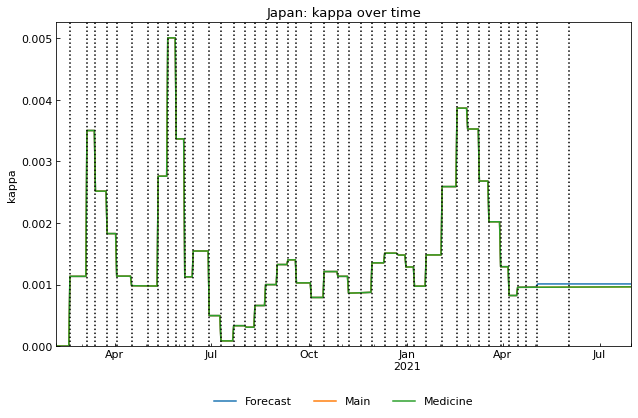 Japan: kappa over time
0.005
0.004
0.003
0.002
0.001
0.000
kappa
Apr Jul Oct Jan Apr Jul
2021
Forecast Main Medicine